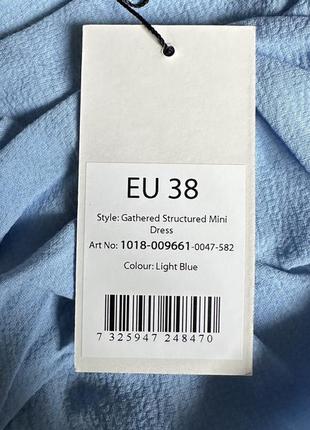 EU 38
Style: Gathered Structured Mini
Dress
Art No: 1018-009661-0047-582
Colour: Light Blue
7 325947 248470